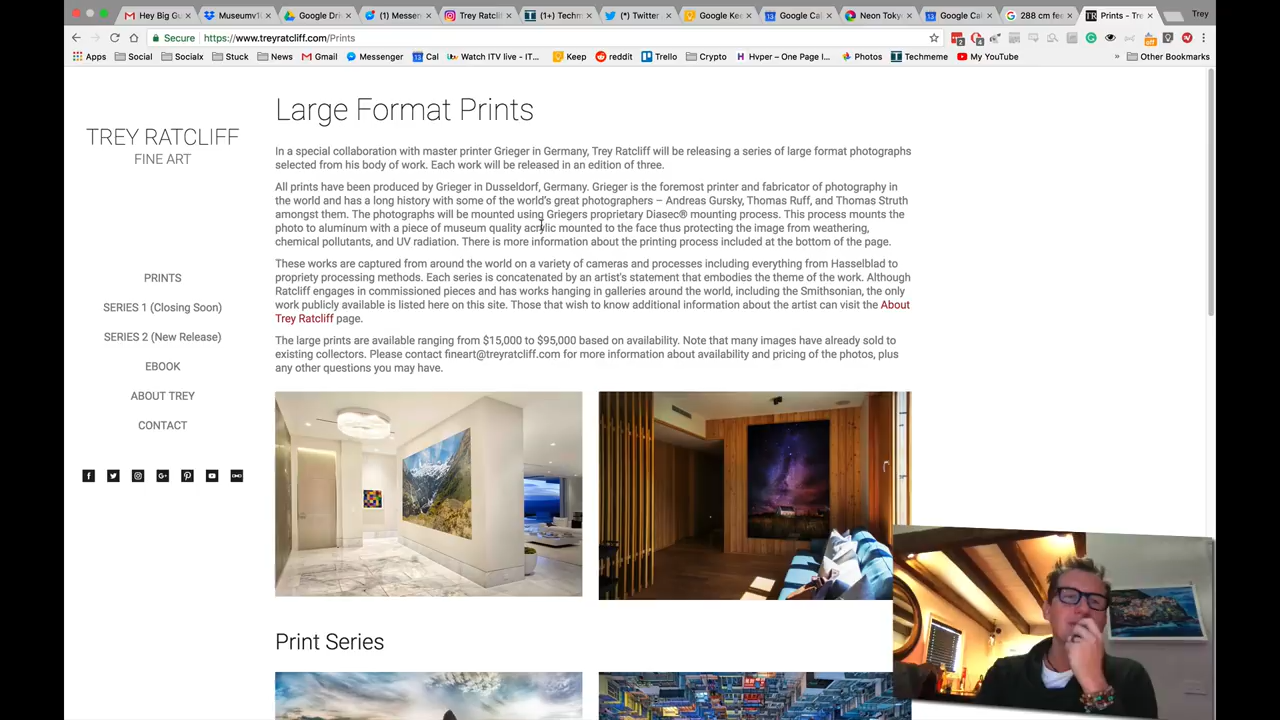 Hey Big Gu
Museumv1
Google Dri
(1) Messen
Trey Ratcli
(1+) Techm
(*) Twitter
Google Kee
Google Cal
Neon Tokyo
Google Cal
288 cm fee
Prints - Tre
Trey
Secure https://www.treyratcliff.com/Prints
Apps Social Socialx Stuck News Gmail Messenger Cal Watch ITV live - IT... Keep reddit Trello Crypto Hyper – One Page I... Photos Techmeme My YouTube » Other Bookmarks
TREY RATCLIFF
FINE ART
PRINTS
SERIES 1 (Closing Soon)
SERIES 2 (New Release)
EBOOK
ABOUT TREY
CONTACT
Large Format Prints
In a special collaboration with master printer Grieger in Germany, Trey Ratcliff will be releasing a series of large format photographs
selected from his body of work. Each work will be released in an edition of three.
All prints have been produced by Grieger in Dusseldorf, Germany. Grieger is the foremost printer and fabricator of photography in
the world and has a long history with some of the world's great photographers – Andreas Gursky, Thomas Ruff, and Thomas Struth
amongst them. The photographs will be mounted using Griegers proprietary Diasec® mounting process. This process mounts the
photo to aluminum with a piece of museum quality acrylic mounted to the face thus protecting the image from weathering,
chemical pollutants, and UV radiation. There is more information about the printing process included at the bottom of the page.
These works are captured from around the world on a variety of cameras and processes including everything from Hasselblad to
propriety processing methods. Each series is concatenated by an artist's statement that embodies the theme of the work. Although
Ratcliff engages in commissioned pieces and has works hanging in galleries around the world, including the Smithsonian, the only
work publicly available is listed here on this site. Those that wish to know additional information about the artist can visit the About
Trey Ratcliff page.
The large prints are available ranging from $15,000 to $95,000 based on availability. Note that many images have already sold to
existing collectors. Please contact fineart@treyratcliff.com for more information about availability and pricing of the photos, plus
any other questions you may have.
Print Series